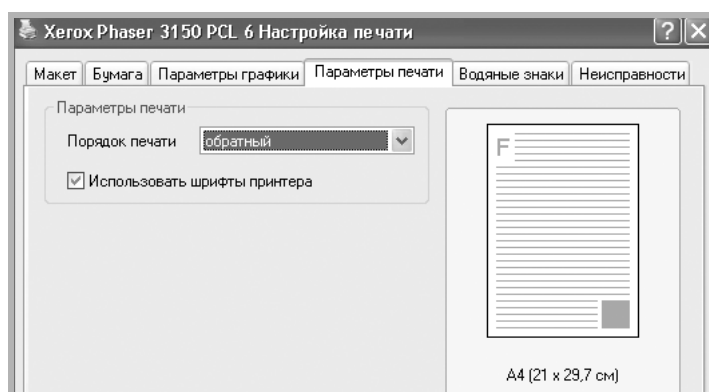 Xerox Phaser 3150 PCL 6 Настройка печати
Макет Бумага Параметры графики Параметры печати Водяные знаки Неисправности
Параметры печати
Порядок печати обратный
Использовать шрифты принтера
F
A4 (21 x 29,7 см)